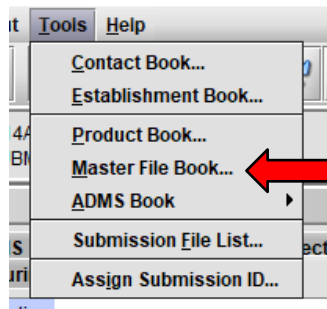 Tools Help
Contact Book...
Establishment Book...
Product Book...
Master File Book...
ADMS Book
Submission File List...
Assign Submission ID...